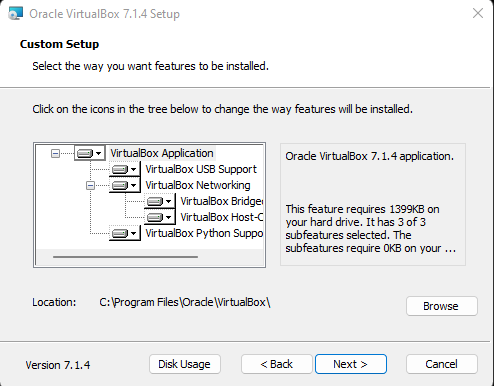 Oracle VirtualBox 7.1.4 Setup
Custom Setup
Select the way you want features to be installed.
Click on the icons in the tree below to change the way features will be installed.
VirtualBox Application
VirtualBox USB Support
VirtualBox Networking
VirtualBox Bridge
VirtualBox Host-
VirtualBox Python Suppo
Oracle VirtualBox 7.1.4 application.
This feature requires 1399KB on
your hard drive. It has 3 of 3
subfeatures selected. The
subfeatures require 0KB on your ...
Location: C:\Program Files\Oracle\VirtualBox\
Browse
Version 7.1.4
Disk Usage
< Back
Next >
Cancel